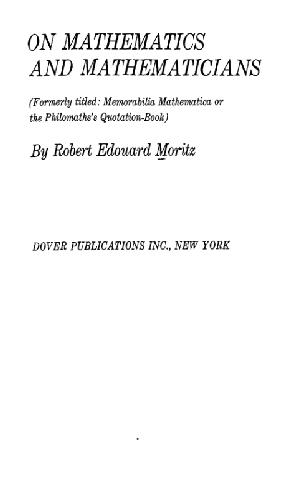 ON MATHEMATICS
AND MATHEMATICIANS
(Formerly titled: Memorabilia Mathematica or
the Philomathe's Quotation-Book)
By Robert Edouard Moritz
DOVER PUBLICATIONS INC., NEW YORK